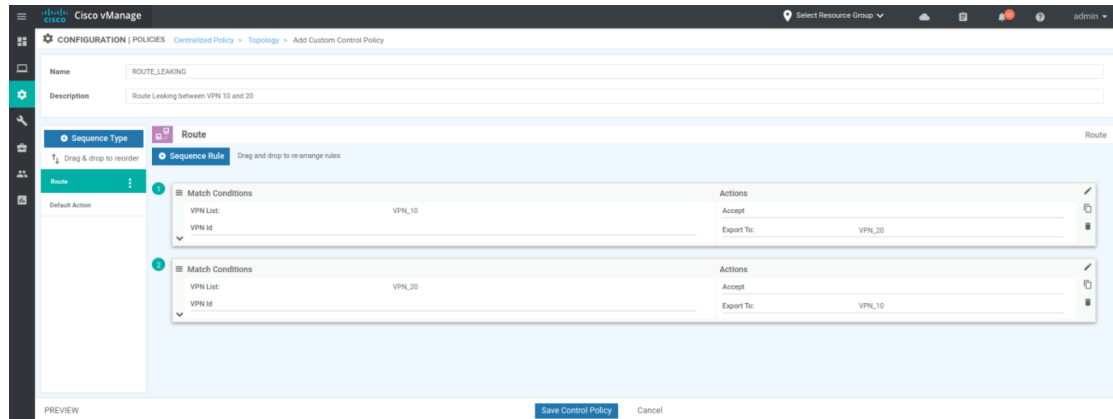 CISCO Cisco vManage Select Resource Group admin
CONFIGURATION | POLICIES Centralized Policy > Topology > Add Custom Control Policy
Name ROUTE_LEAKING
Description Route Leaking between VPN 10 and 20
Sequence Type Route Route
Drag & drop to reorder Sequence Rule Drag and drop to re-arrange rules
Route
Default Action
1 Match Conditions Actions
VPN List: VPN_10 Accept
VPN Id Export To: VPN_20
2 Match Conditions Actions
VPN List: VPN_20 Accept
VPN Id Export To: VPN_10
PREVIEW Save Control Policy Cancel